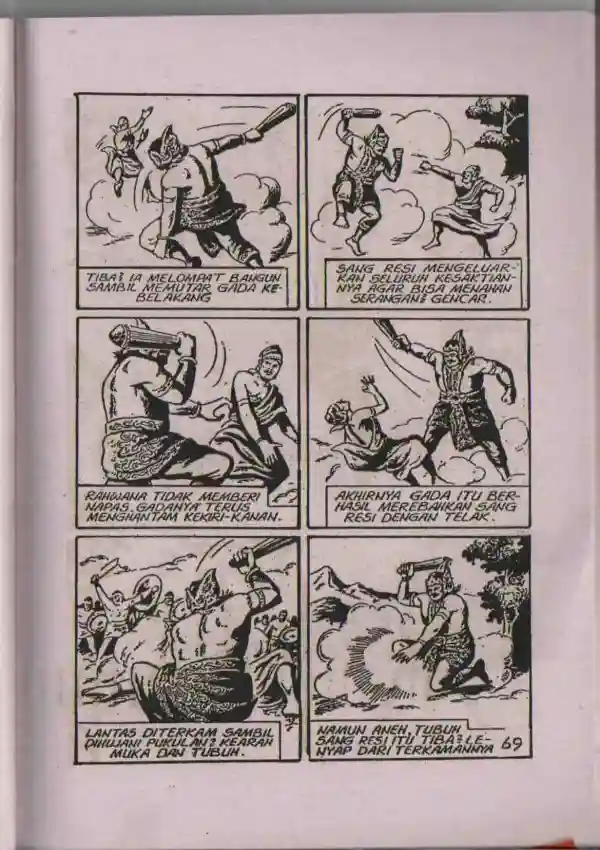 TIBA2 IA MELOMPAT BANGUN
SAMBIL MEMUTAR GADA KE-
BELAKANG
SANG RESI MENGELUAR-
KAN SELURUH KESAKTIAN-
NYA AGAR BISA MENAHAN
SERANGAN2 GENCAR.
RAHWANA TIDAK MEMBERI
NAPAS. GADANYA TERUS
MENGHANTAM KEKIRI-KANAN.
AKHIRNYA GADA ITU BER-
HASIL MEREBAHKAN SANG
RESI DENGAN TELAK.
LANTAS DITERKAM SAMBIL
DIHUJANI PUKULAN2 KEARAH
MUKA DAN TUBUH.
NAMUN ANEH, TUBUH
SANG RESI ITU TIBA2 LE-
NYAP DARI TERKAMANNYA
69